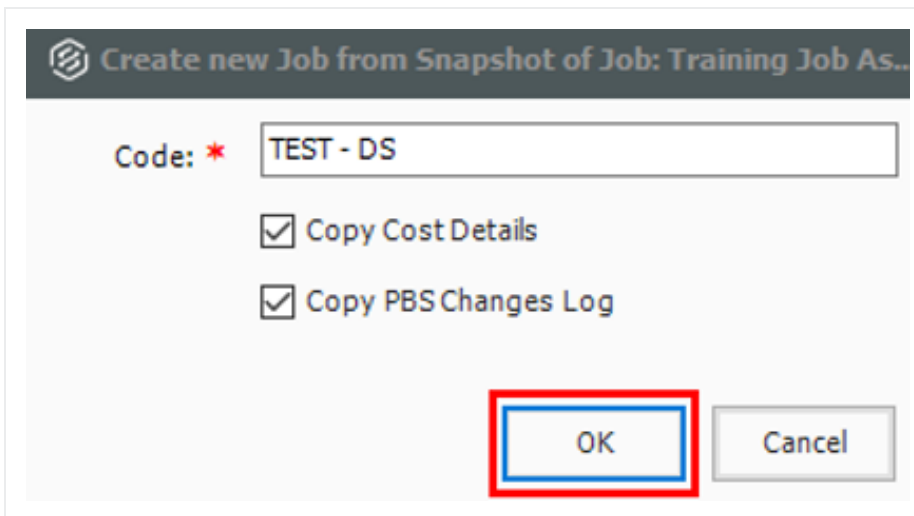 Create new Job from Snapshot of Job: Training Job As...
Code: *
TEST - DS
Copy Cost Details
Copy PBS Changes Log
OK
Cancel